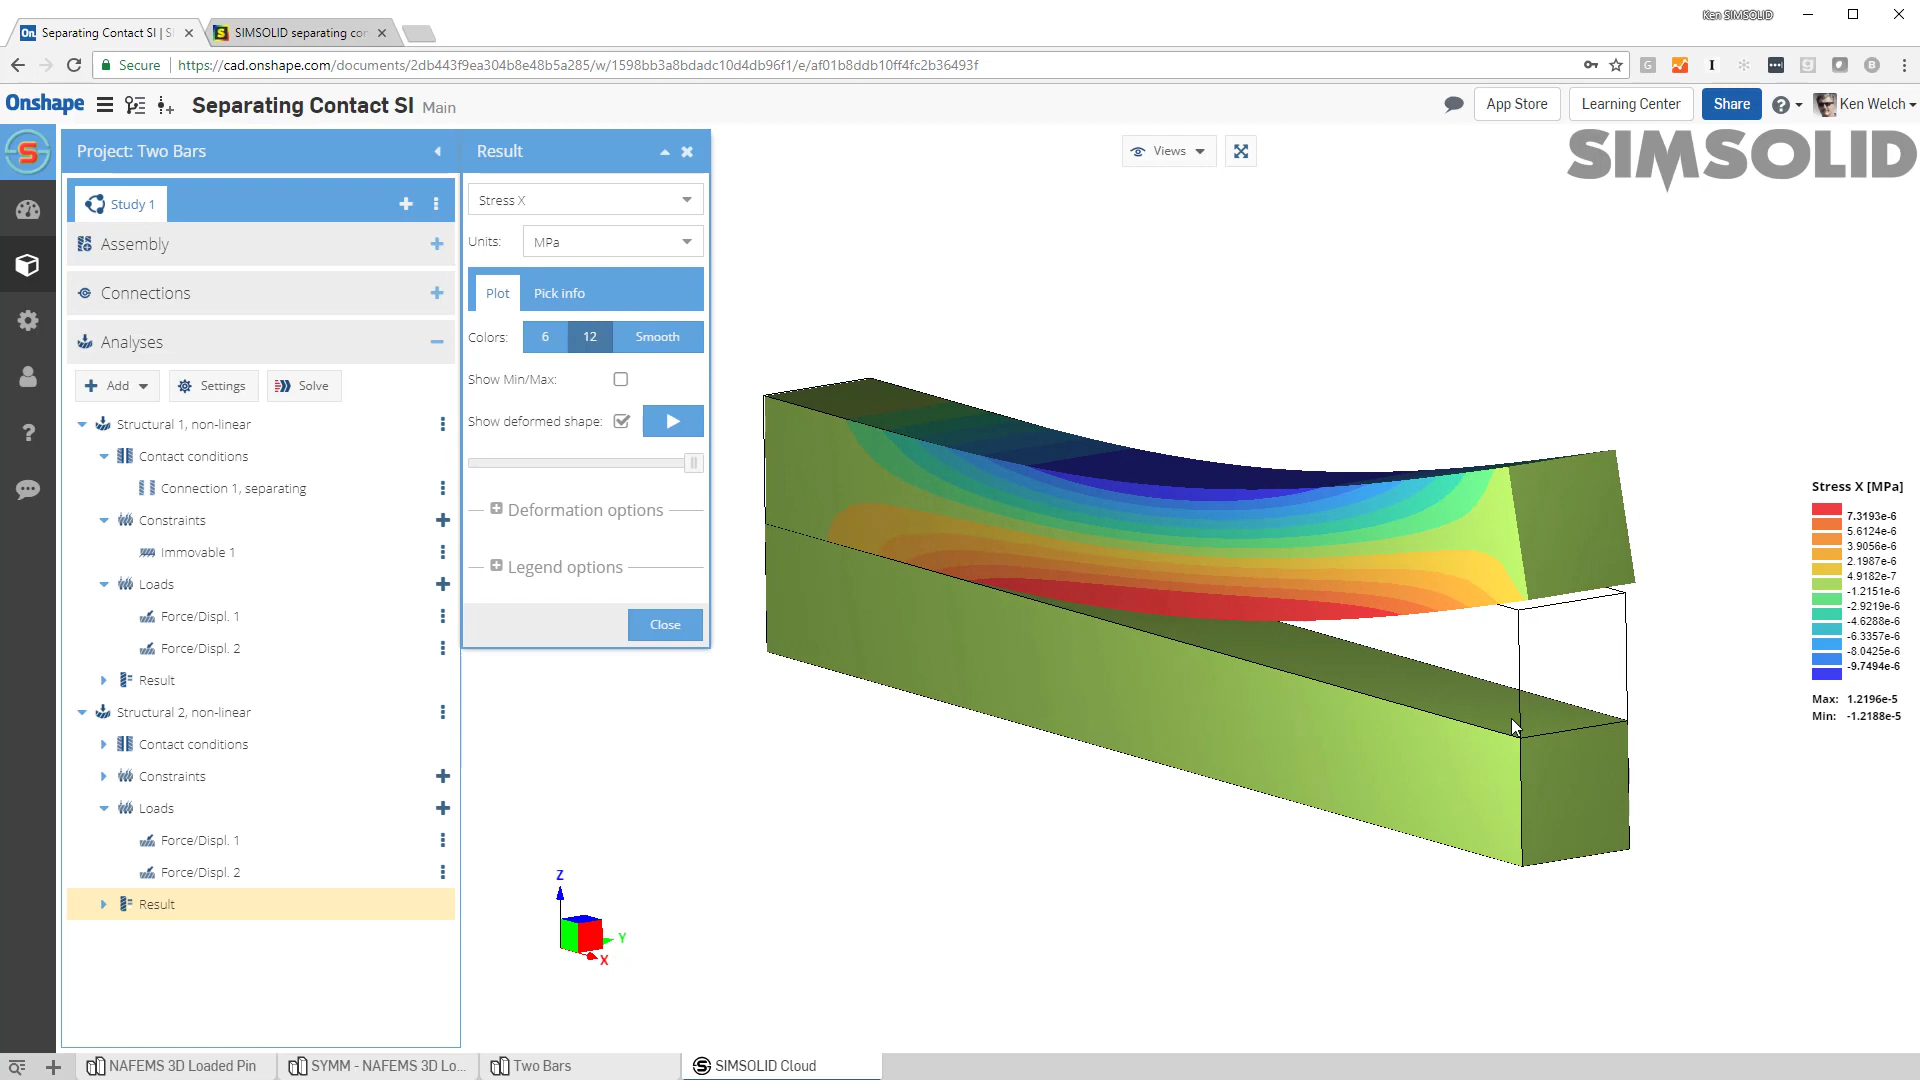 Separating Contact SI | S
SIMSOLID separating con
Ken SIMSOLID
Secure
https://cad.onshape.com/documents/2db443f9ea304b8e48b5a285/w/1598bb3a8bdadc10d4db96f1/e/af01b8ddb10ff4fc2b36493f
Onshape
Separating Contact SI Main
App Store
Learning Center
Share
Ken Welch
Project: Two Bars
Study 1
Assembly
Connections
Analyses
Add
Settings
Solve
Structural 1, non-linear
Contact conditions
Connection 1, separating
Constraints
Immovable 1
Loads
Force/Displ. 1
Force/Displ. 2
Result
Structural 2, non-linear
Contact conditions
Constraints
Loads
Force/Displ. 1
Force/Displ. 2
Result
Result
Stress X
Units: MPa
Plot Pick info
Colors: 6 12 Smooth
Show Min/Max:
Show deformed shape:
Deformation options
Legend options
Close
Views
SIMSOLID
Stress X [MPa]
7.3193e-6
5.6124e-6
3.9056e-6
2.1987e-6
4.9182e-7
-1.2151e-6
-2.9219e-6
-4.6288e-6
-6.3357e-6
-8.0425e-6
-9.7494e-6
Max: 1.2196e-5
Min: -1.2188e-5
Z
Y
X
NAFEMS 3D Loaded Pin
SYMM - NAFEMS 3D Lo...
Two Bars
SIMSOLID Cloud